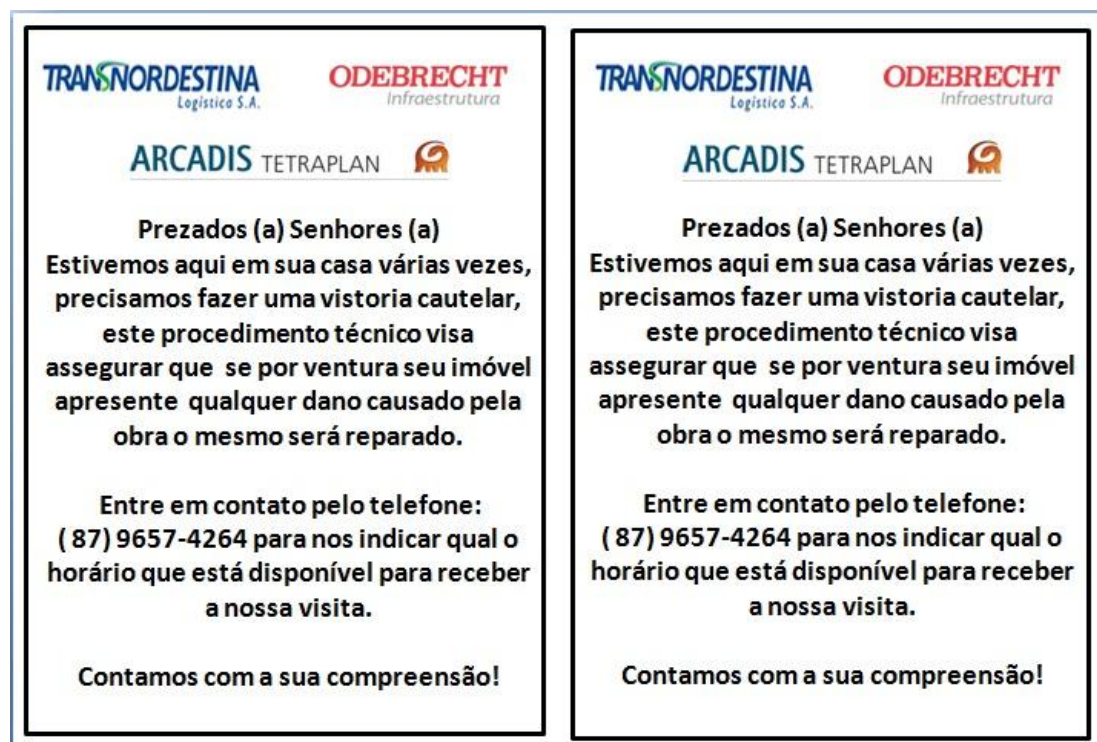 TRANSNORDESTINA
Logística S.A.
ODEBRECHT
Infraestrutura
ARCADIS TETRAPLAN
Prezados (a) Senhores (a)
Estivemos aqui em sua casa várias vezes,
precisamos fazer uma vistoria cautelar,
este procedimento técnico visa
assegurar que se por ventura seu imóvel
apresente qualquer dano causado pela
obra o mesmo será reparado.
Entre em contato pelo telefone:
( 87) 9657-4264 para nos indicar qual o
horário que está disponível para receber
a nossa visita.
Contamos com a sua compreensão!
TRANSNORDESTINA
Logística S.A.
ODEBRECHT
Infraestrutura
ARCADIS TETRAPLAN
Prezados (a) Senhores (a)
Estivemos aqui em sua casa várias vezes,
precisamos fazer uma vistoria cautelar,
este procedimento técnico visa
assegurar que se por ventura seu imóvel
apresente qualquer dano causado pela
obra o mesmo será reparado.
Entre em contato pelo telefone:
( 87) 9657-4264 para nos indicar qual o
horário que está disponível para receber
a nossa visita.
Contamos com a sua compreensão!